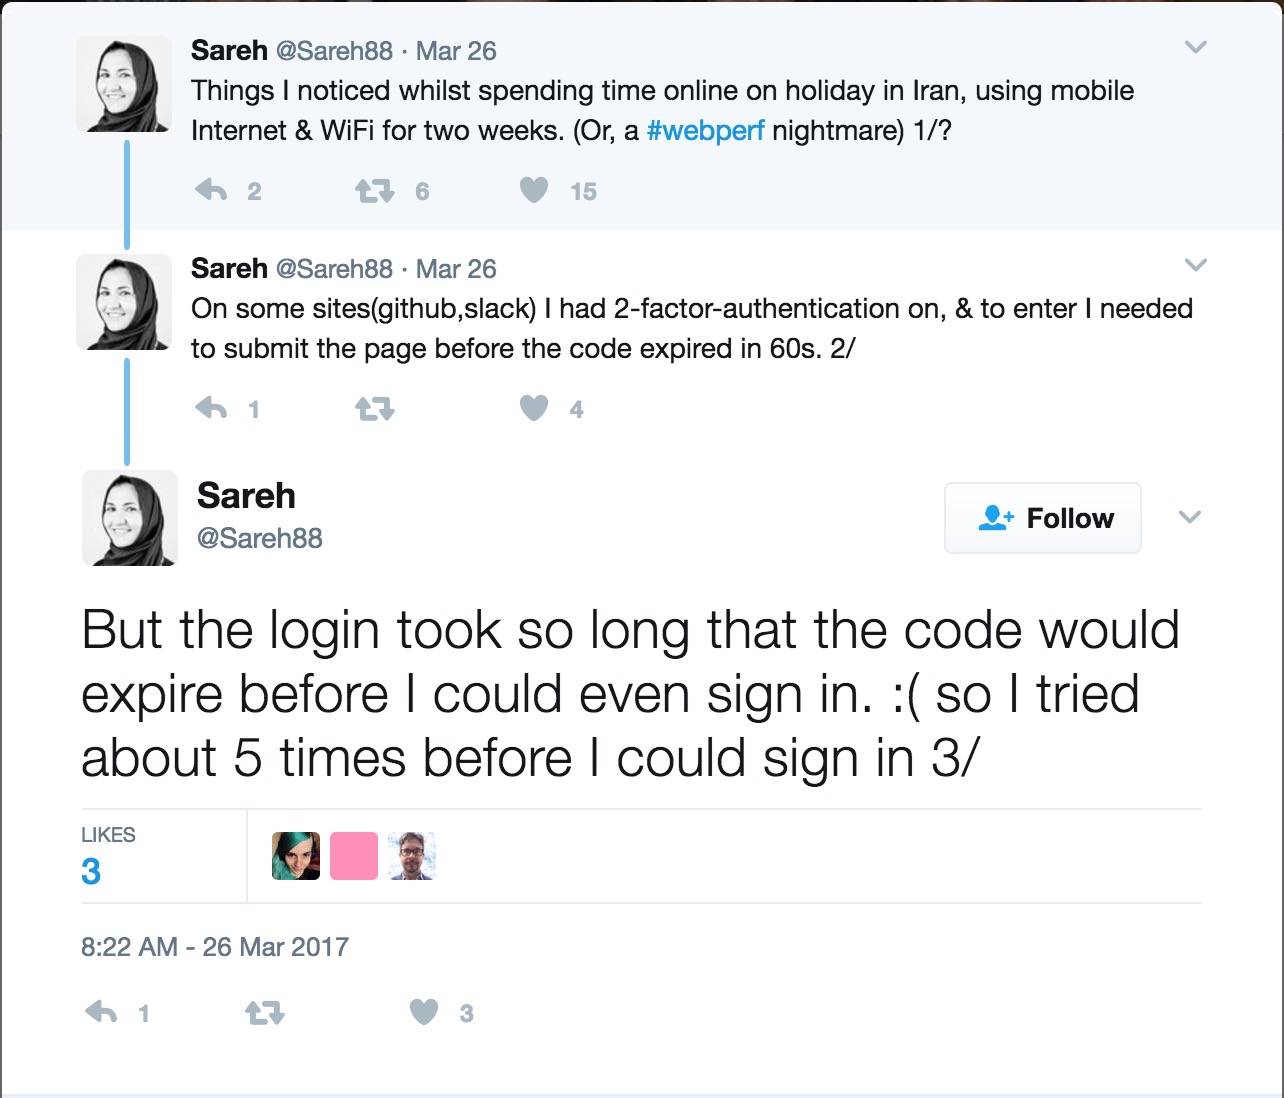 Sareh @Sareh88 · Mar 26
Things I noticed whilst spending time online on holiday in Iran, using mobile
Internet & WiFi for two weeks. (Or, a #webperf nightmare) 1/?
2 6 15
Sareh @Sareh88 · Mar 26
On some sites(github,slack) I had 2-factor-authentication on, & to enter I needed
to submit the page before the code expired in 60s. 2/
1 4
Sareh
@Sareh88
Follow
But the login took so long that the code would
expire before I could even sign in. :( so I tried
about 5 times before I could sign in 3/
LIKES
3
8:22 AM - 26 Mar 2017
1 3